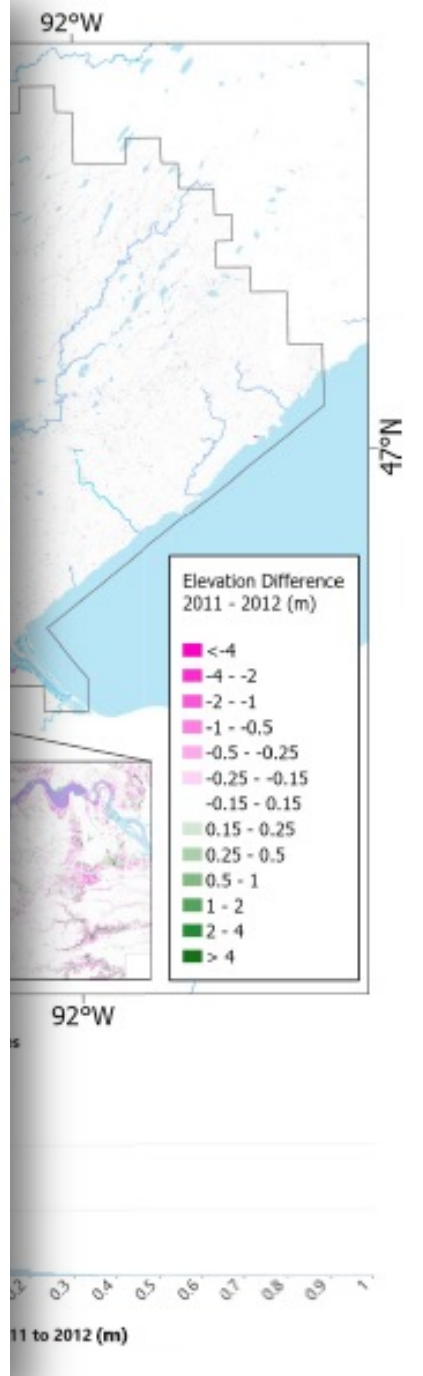 92°W
47°N
Elevation Difference
2011 - 2012 (m)
<-4
-4 - -2
-2 - -1
-1 - -0.5
-0.5 - -0.25
-0.25 - -0.15
-0.15 - 0.15
0.15 - 0.25
0.25 - 0.5
0.5 - 1
1 - 2
2 - 4
> 4
92°W
es
0.2 0.3 0.4 0.5 0.6 0.7 0.8 0.9 1
11 to 2012 (m)